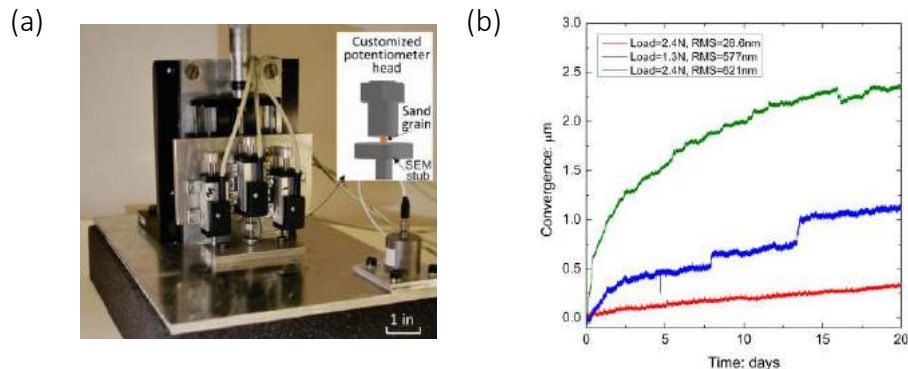 (a)
Customized
potentiometer
head
Sand
grain
SEM
stub
1 in
(b)
Load=2.4N, RMS=28.6nm
Load=1.3N, RMS=577nm
Load=2.4N, RMS=621nm
Convergence: μm
3.0
2.5
2.0
1.5
1.0
0.5
0.0
0
5
10
15
20
Time: days